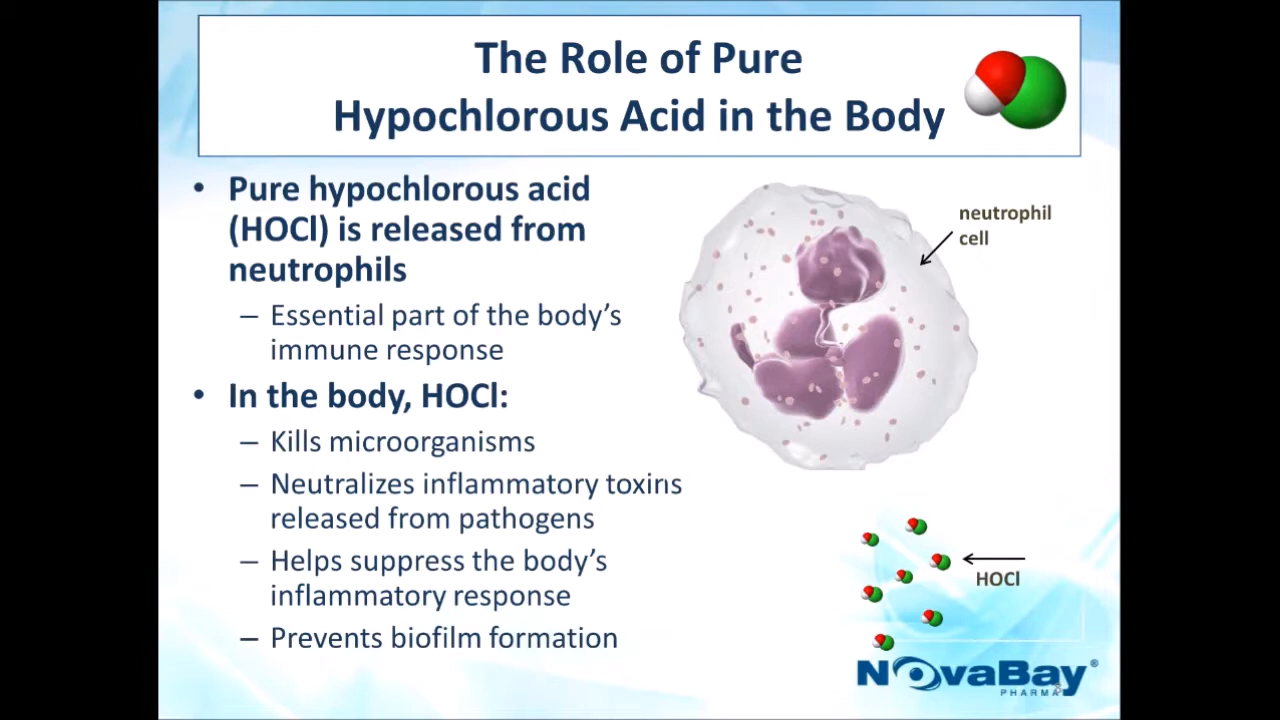 The Role of Pure
Hypochlorous Acid in the Body
• Pure hypochlorous acid
(HOCl) is released from
neutrophils
– Essential part of the body's
immune response
• In the body, HOCl:
– Kills microorganisms
– Neutralizes inflammatory toxins
released from pathogens
– Helps suppress the body's
inflammatory response
– Prevents biofilm formation
neutrophil
cell
HOCl
NovaBay®
PHARMA